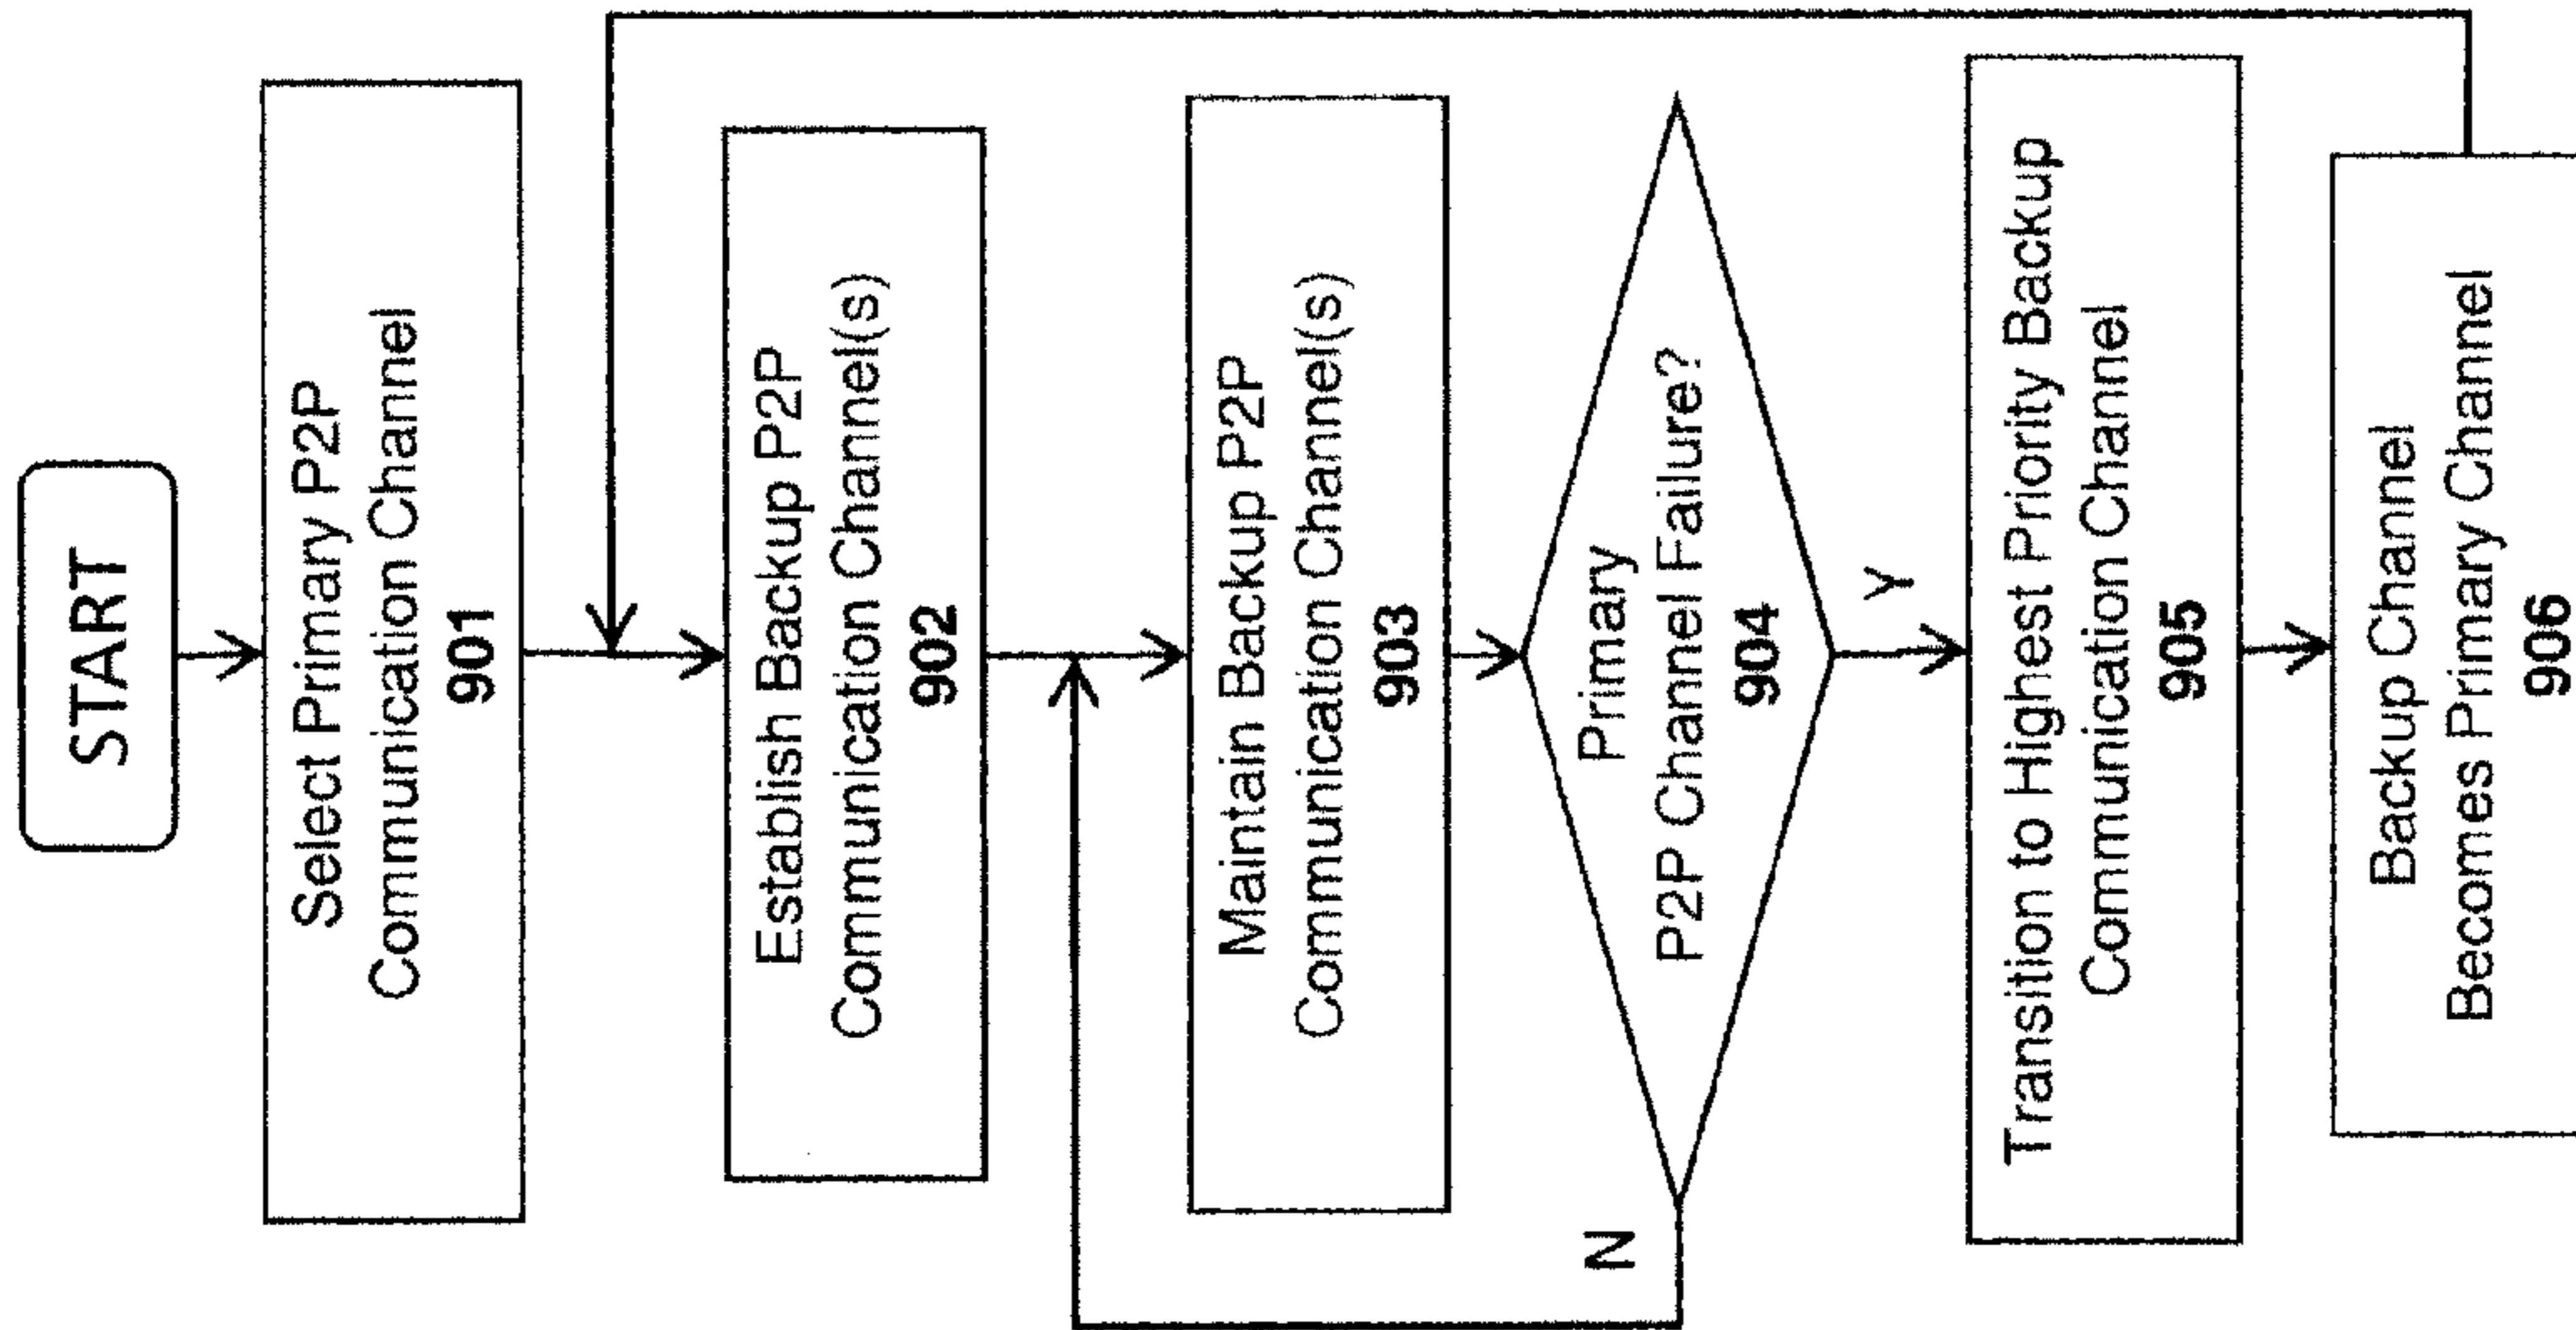 START
Select Primary P2P
Communication Channel
901
Establish Backup P2P
Communication Channel(s)
902
Maintain Backup P2P
Communication Channel(s)
903
Primary
P2P Channel Failure?
904
N
Y
Transition to Highest Priority Backup
Communication Channel
905
Backup Channel
Becomes Primary Channel
906